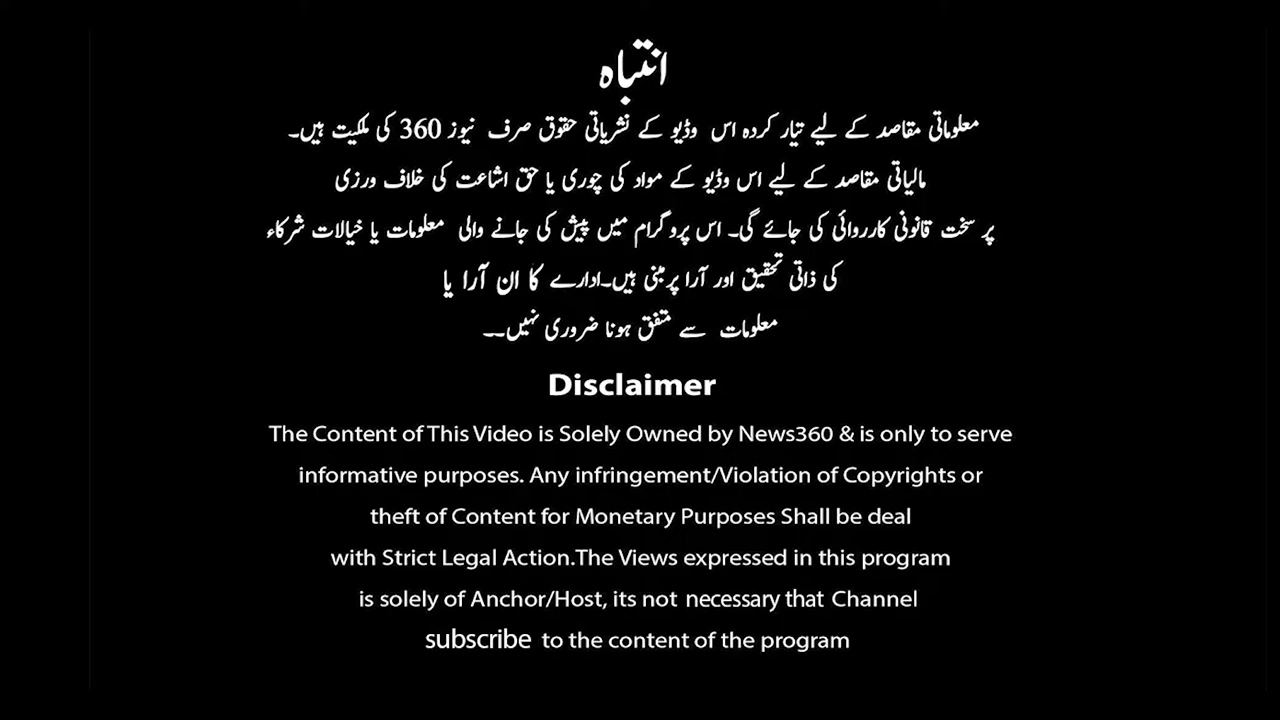 انتباہ
معلوماتی مقاصد کے لیے تیار کردہ اس وڈیو کے نشریاتی حقوق صرف نیوز 360 کی ملکیت ہیں۔
مالیاتی مقاصد کے لیے اس وڈیو کے مواد کی چوری یا حق اشاعت کی خلاف ورزی
پر سخت قانونی کارروائی کی جائے گی۔ اس پروگرام میں پیش کی جانے والی معلومات یا خیالات شرکاء
کی ذاتی تحقیق اور آرا پر مبنی ہیں۔ادارے کا ان آرا یا
معلومات سے متفق ہونا ضروری نہیں۔۔
Disclaimer
The Content of This Video is Solely Owned by News360 & is only to serve
informative purposes. Any infringement/Violation of Copyrights or
theft of Content for Monetary Purposes Shall be deal
with Strict Legal Action.The Views expressed in this program
is solely of Anchor/Host, its not necessary that Channel
subscribe to the content of the program